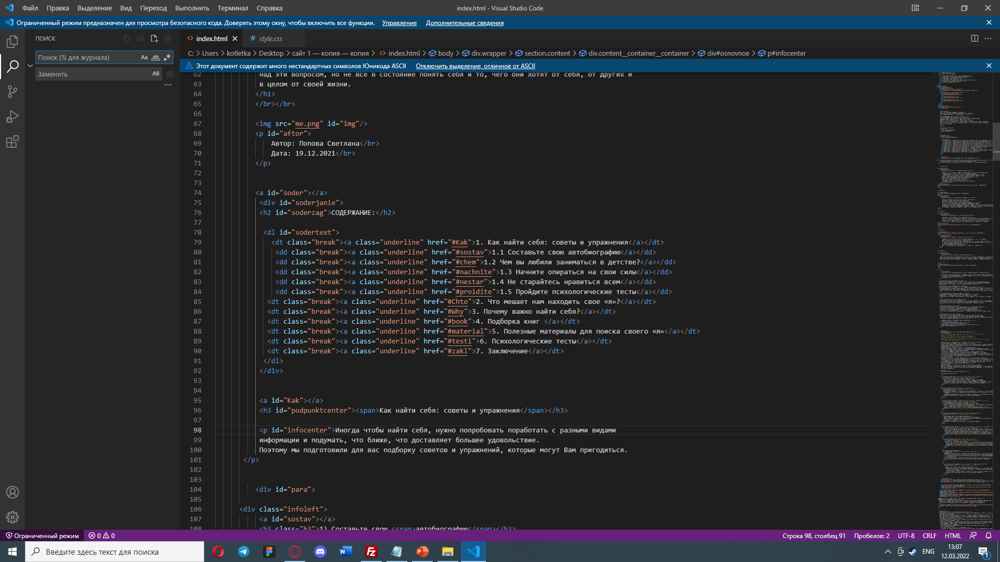 Файл Правка Выделение Вид Переход Выполнить Терминал Справка
index.html - Visual Studio Code
Ограниченный режим предназначен для просмотра безопасного кода. Доверять этому окну, чтобы включить все функции. Управление Дополнительные сведения
ПОИСК
Поиск (⇅ для журнала) Aa ab .*
Заменить AB
...
<> index.html # style.css
C: > Users > kotletka > Desktop > сайт 1 — копия — копия > <> index.html > body > div.wrapper > section.content > div.content__container__container > div#osnovnoe > p#infocenter
Этот документ содержит много нестандартных символов Юникода ASCII Отключить выделение, отличное от ASCII
62 над эти вопросом, но не все в состояние понять себя и то, чего они хотят от себя, от других и
63 в целом от своей жизни.
64 </h1>
65 </br></br>
66
67 <img src="me.png" id="img"/>
68 <p id="aftor">
69 Автор: Попова Светлана</br>
70 Дата: 19.12.2021</br>
71 </p>
72
73
74 <a id="soder"></a>
75 <div id="soderjanie">
76 <h2 id="soderzag">СОДЕРЖАНИЕ:</h2>
77
78 <dl id="sodertext">
79 <dt class="break"><a class="underline" href="#Kak">1. Как найти себя: советы и упражнения</a></dt>
80 <dd class="break"><a class="underline" href="#sostav">1.1 Составьте свою автобиографию</a></dd>
81 <dd class="break"><a class="underline" href="#chem">1.2 Чем вы любили заниматься в детстве?</a></dd>
82 <dd class="break"><a class="underline" href="#nachnite">1.3 Начните опираться на свои силы</a></dd>
83 <dd class="break"><a class="underline" href="#nestar">1.4 Не старайтесь нравиться всем</a></dd>
84 <dd class="break"><a class="underline" href="#proidite">1.5 Пройдите психологические тесты</a></dd>
85 <dt class="break"><a class="underline" href="#Chto">2. Что мешает нам находить свое «я»?</a></dt>
86 <dt class="break"><a class="underline" href="#Why">3. Почему важно найти себя?</a></dt>
87 <dt class="break"><a class="underline" href="#book">4. Подборка книг </a></dt>
88 <dt class="break"><a class="underline" href="#material">5. Полезные материалы для поиска своего «я»</a></dt>
89 <dt class="break"><a class="underline" href="#testi">6. Психологические тесты</a></dt>
90 <dt class="break"><a class="underline" href="#zakl">7. Заключение</a></dt>
91 </dl>
92 </div>
93
94
95 <a id="Kak"></a>
96 <h3 id="podpunktcenter"><span>Как найти себя: советы и упражнения</span></h3>
97
98 <p id="infocenter">Иногда чтобы найти себя, нужно попробовать поработать с разными видами
99 информации и подумать, что ближе, что доставляет большее удовольствие.
100 Поэтому мы подготовили для вас подборку советов и упражнений, которые могут Вам пригодиться.
101 </p>
102
103
104 <div id="para">
105
106 <div class="infoleft">
107 <a id="sostav"></a>
108 <h3 class="h3">1) Составьте свою <span>автобиографию</span></h3>
Ограниченный режим 0 0 Строка 98, столбец 91 Пробелов: 2 UTF-8 CRLF HTML
Введите здесь текст для поиска
ENG
13:07
12.03.2022
1